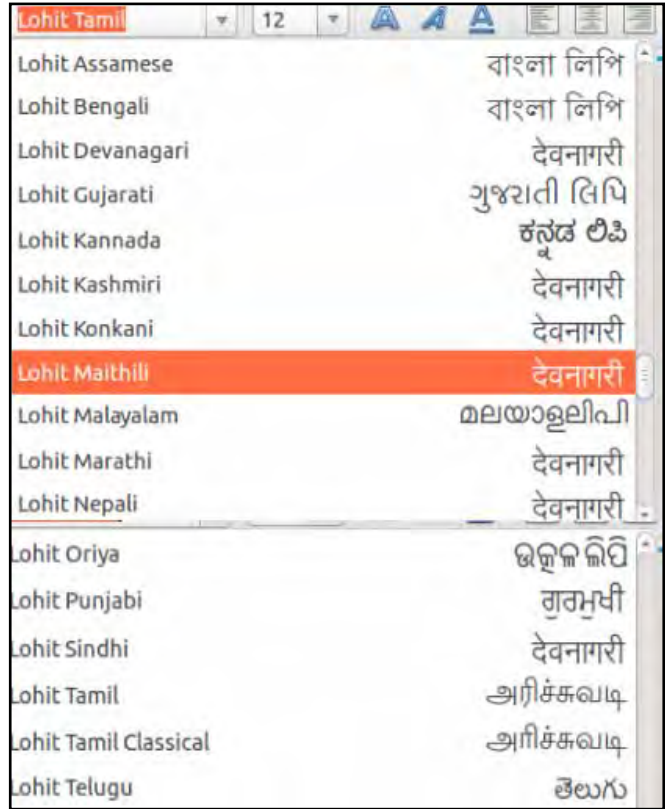 Lohit Tamil 12 A A A
Lohit Assamese বাংলা লিপি
Lohit Bengali বাংলা লিপি
Lohit Devanagari देवनागरी
Lohit Gujarati ગુજરાતી લિપિ
Lohit Kannada ಕನ್ನಡ ಲಿಪಿ
Lohit Kashmiri देवनागरी
Lohit Konkani देवनागरी
Lohit Maithili देवनागरी
Lohit Malayalam മലയാളലിപി
Lohit Marathi देवनागरी
Lohit Nepali देवनागरी
Lohit Oriya ଉତ୍କଳ ଲିପି
Lohit Punjabi ਗੁਰਮੁਖੀ
Lohit Sindhi देवनागरी
Lohit Tamil அரிச்சுவடி
Lohit Tamil Classical அரிச்சுவடி
Lohit Telugu తెలుగు